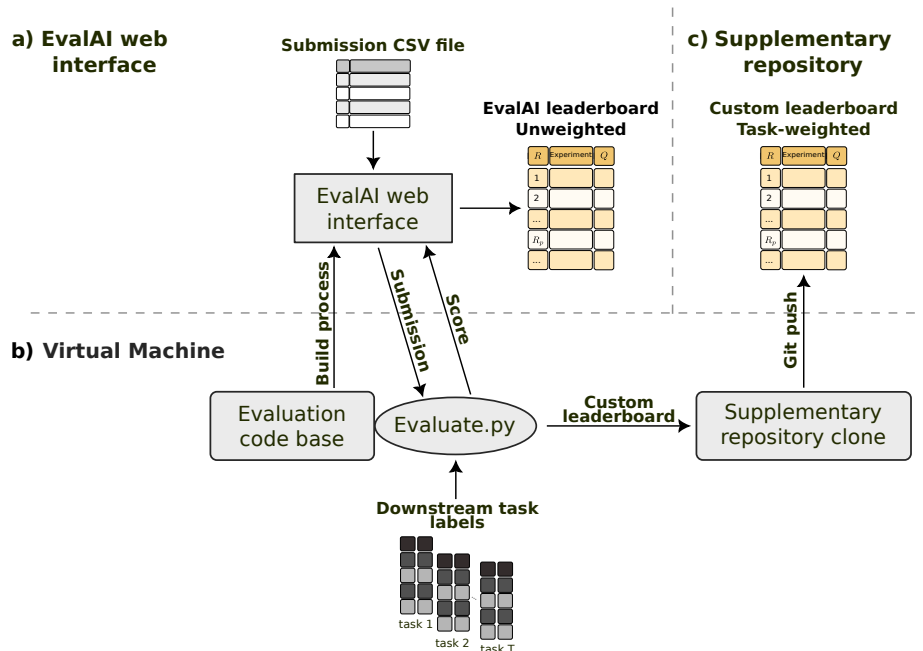 a) EvalAI web
interface
Submission CSV file
c) Supplementary
repository
EvalAI leaderboard
Unweighted
R Experiment Q
1
2
...
Rp
...
Custom leaderboard
Task-weighted
R Experiment Q
1
2
...
Rp
...
EvalAI web
interface
Build process
Submission
Score
Git push
b) Virtual Machine
Evaluation
code base
Evaluate.py
Custom
leaderboard
Supplementary
repository clone
Downstream task
labels
task 1
task 2
task T